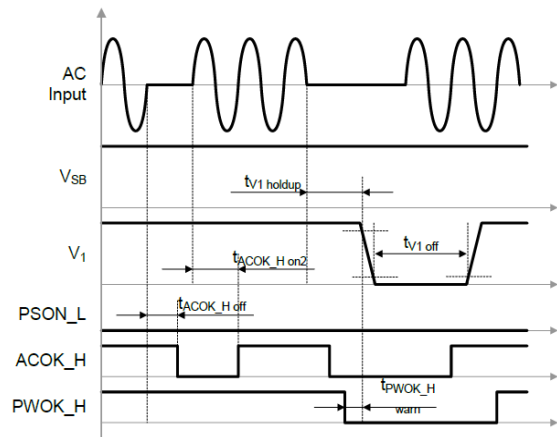 AC
Input
VSB
tV1 holdup
V1
tV1 off
tACOK_H on2
tACOK_H off
PSON_L
ACOK_H
tPWOK_H
warn
PWOK_H